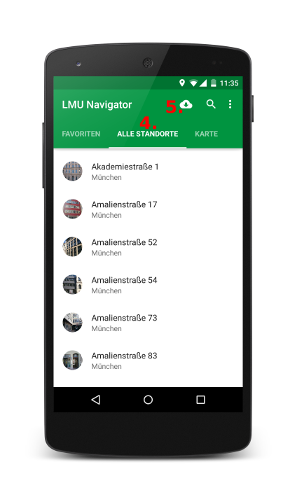 11:35
LMU Navigator
5.
4.
FAVORITEN
ALLE STANDORTE
KARTE
Akademiestraße 1
München
Amalienstraße 17
München
Amalienstraße 52
München
Amalienstraße 54
München
Amalienstraße 73
München
Amalienstraße 83
München